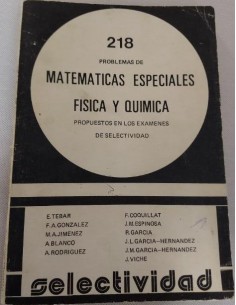 218
PROBLEMAS DE
MATEMATICAS ESPECIALES
FISICA Y QUIMICA
PROPUESTOS EN LOS EXAMENES
DE SELECTIVIDAD
E. TEBAR
F.A. GONZALEZ
M.A. JIMENEZ
A. BLANCO
A. RODRIGUEZ
F. COQUILLAT
J.M. ESPINOSA
R. GARCIA
J.L. GARCIA-HERNANDEZ
J.M. GARCIA-HERNANDEZ
J. VICHE
selectividad